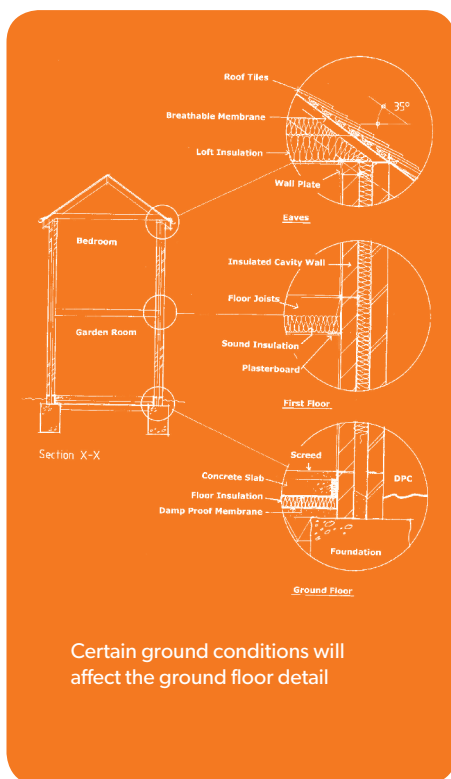 Roof Tiles
35°
Breathable Membrane
Loft Insulation
Wall Plate
Eaves
Bedroom
Insulated Cavity Wall
Floor Joists
Garden Room
Sound Insulation
Plasterboard
First Floor
Section X-X
Screed
Concrete Slab
DPC
Floor Insulation
Damp Proof Membrane
Foundation
Ground Floor
Certain ground conditions will
affect the ground floor detail